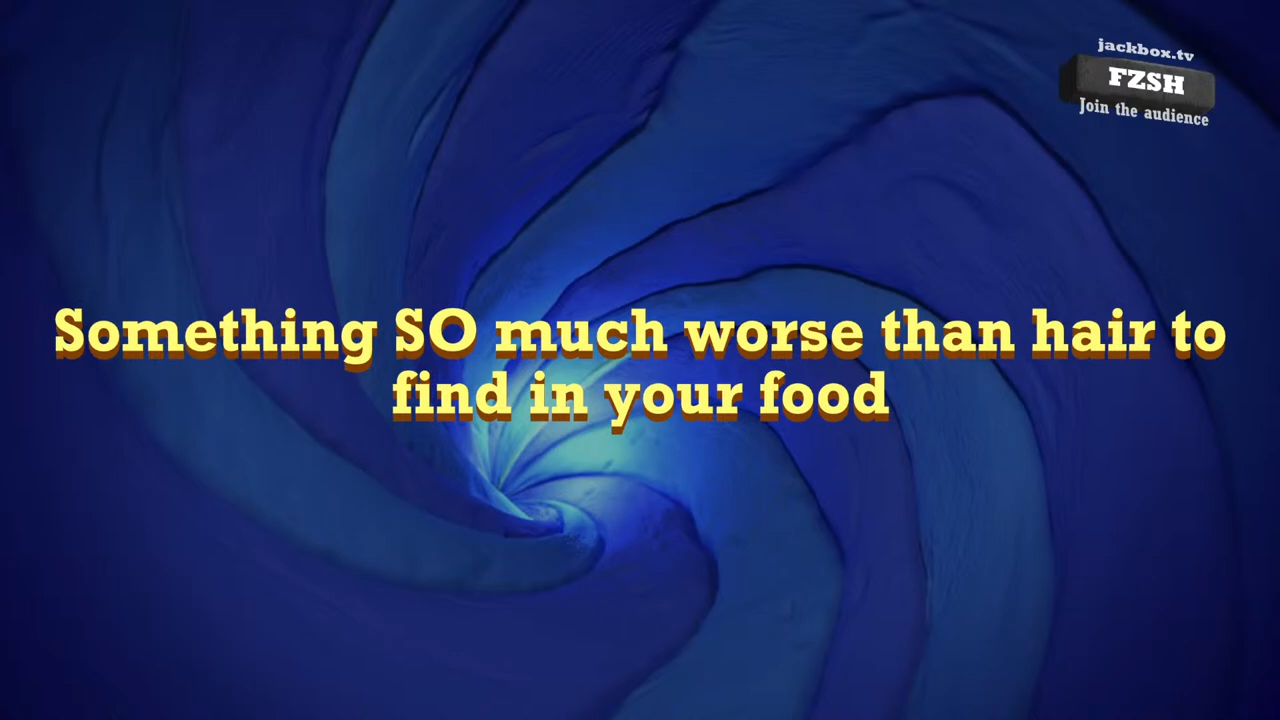 jackbox.tv
FZSH
Join the audience
Something SO much worse than hair to
find in your food